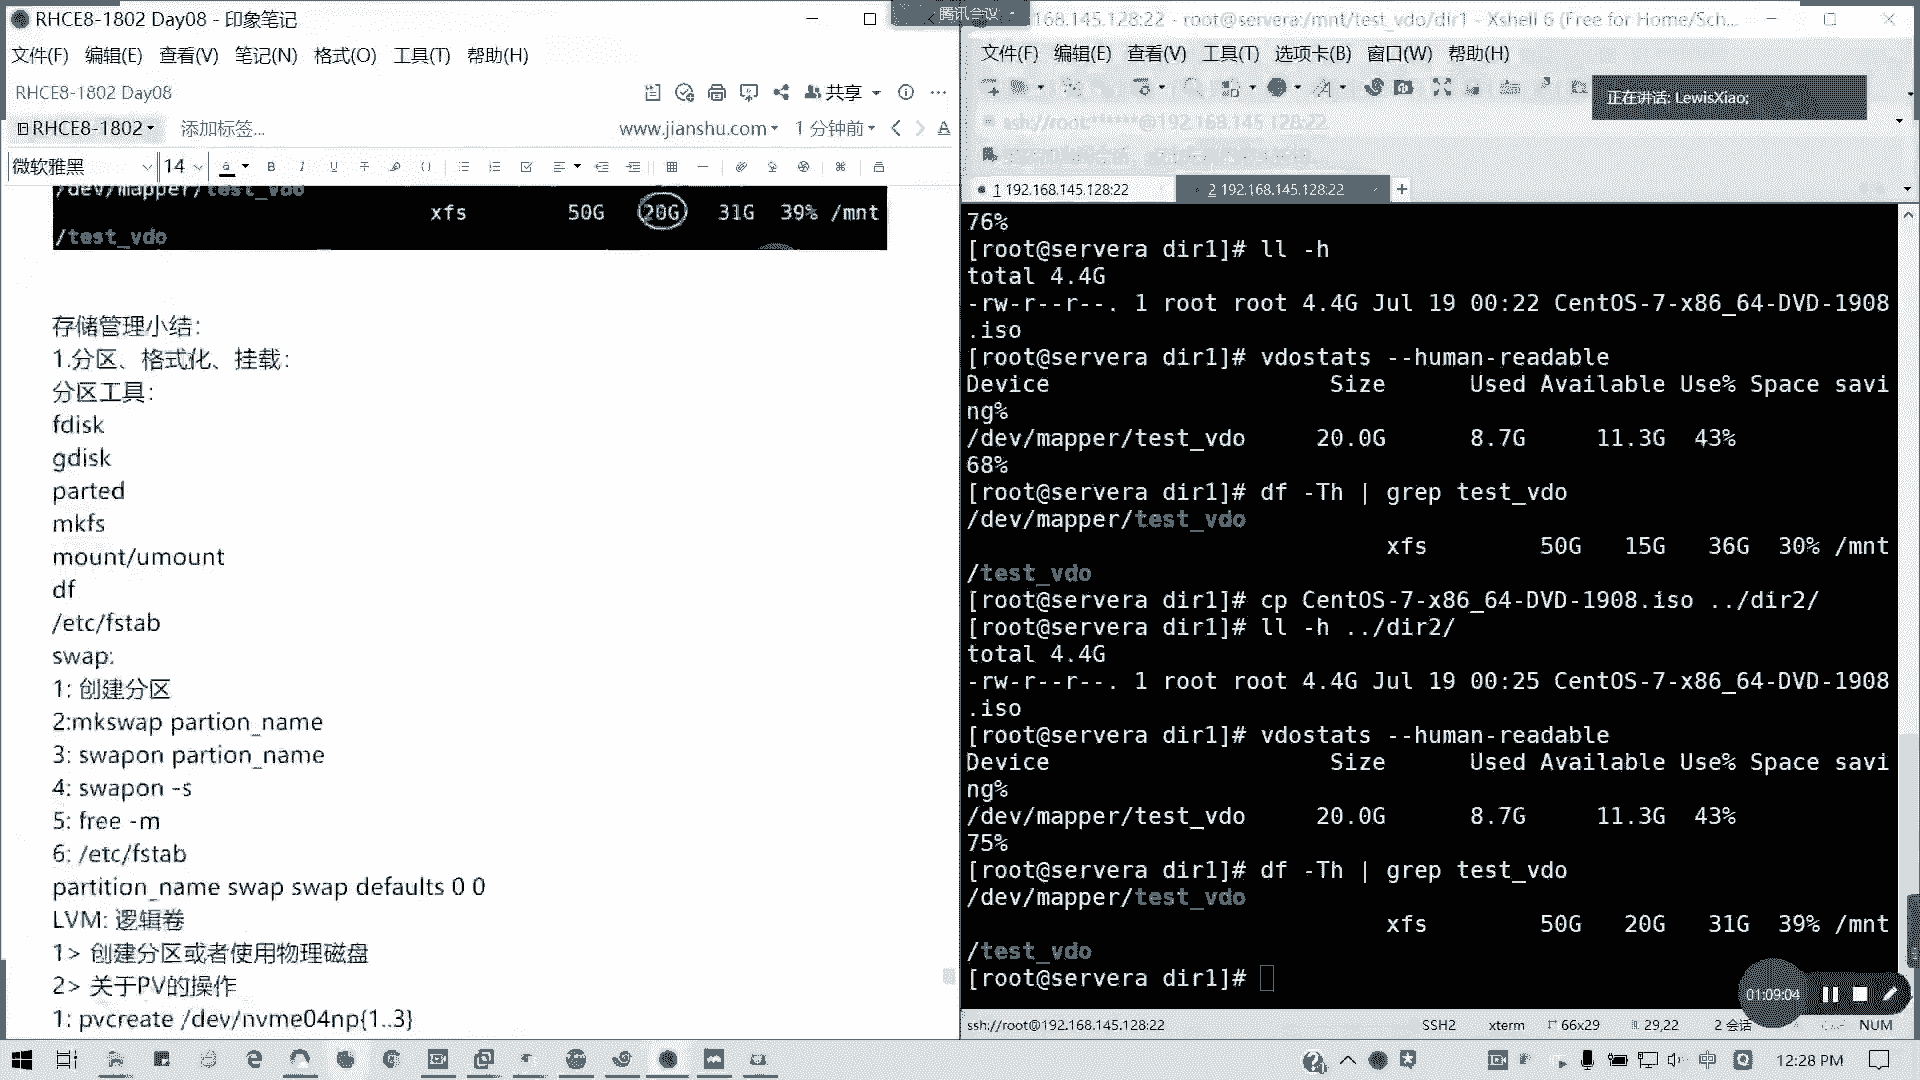 RHCE8-1802 Day08 - 印象笔记
文件(F) 编辑(E) 查看(V) 笔记(N) 格式(O) 工具(T) 帮助(H)
RHCE8-1802 Day08
共享
RHCE8-1802 添加标签...
www.jianshu.com 1 分钟前
微软雅黑 14
/dev/mapper/test_vdo
xfs 50G 20G 31G 39% /mnt
/test_vdo
存储管理小结:
1.分区、格式化、挂载:
分区工具:
fdisk
gdisk
parted
mkfs
mount/umount
df
/etc/fstab
swap:
1: 创建分区
2:mkswap partion_name
3: swapon partion_name
4: swapon -s
5: free -m
6: /etc/fstab
partition_name swap swap defaults 0 0
LVM: 逻辑卷
1> 创建分区或者使用物理磁盘
2> 关于PV的操作
1: pvcreate /dev/nvme04np{1..3}
腾讯会议
168.145.128:22 - root@servera:/mnt/test_vdo/dir1 - Xshell 6 (Free for Home/Sch...
文件(F) 编辑(E) 查看(V) 工具(T) 选项卡(B) 窗口(W) 帮助(H)
正在讲话: LewisXiao;
ssh://root******@192.168.145.128:22
1 192.168.145.128:22 2 192.168.145.128:22
76%
[root@servera dir1]# ll -h
total 4.4G
-rw-r--r--. 1 root root 4.4G Jul 19 00:22 CentOS-7-x86_64-DVD-1908
.iso
[root@servera dir1]# vdostats --human-readable
Device Size Used Available Use% Space savi
ng%
/dev/mapper/test_vdo 20.0G 8.7G 11.3G 43%
68%
[root@servera dir1]# df -Th | grep test_vdo
/dev/mapper/test_vdo
xfs 50G 15G 36G 30% /mnt
/test_vdo
[root@servera dir1]# cp CentOS-7-x86_64-DVD-1908.iso ../dir2/
[root@servera dir1]# ll -h ../dir2/
total 4.4G
-rw-r--r--. 1 root root 4.4G Jul 19 00:25 CentOS-7-x86_64-DVD-1908
.iso
[root@servera dir1]# vdostats --human-readable
Device Size Used Available Use% Space savi
ng%
/dev/mapper/test_vdo 20.0G 8.7G 11.3G 43%
75%
[root@servera dir1]# df -Th | grep test_vdo
/dev/mapper/test_vdo
xfs 50G 20G 31G 39% /mnt
/test_vdo
[root@servera dir1]#
01:09:04
ssh://root@192.168.145.128:22 SSH2 xterm 66x29 29,22 2 会话 NUM
中 12:28 PM